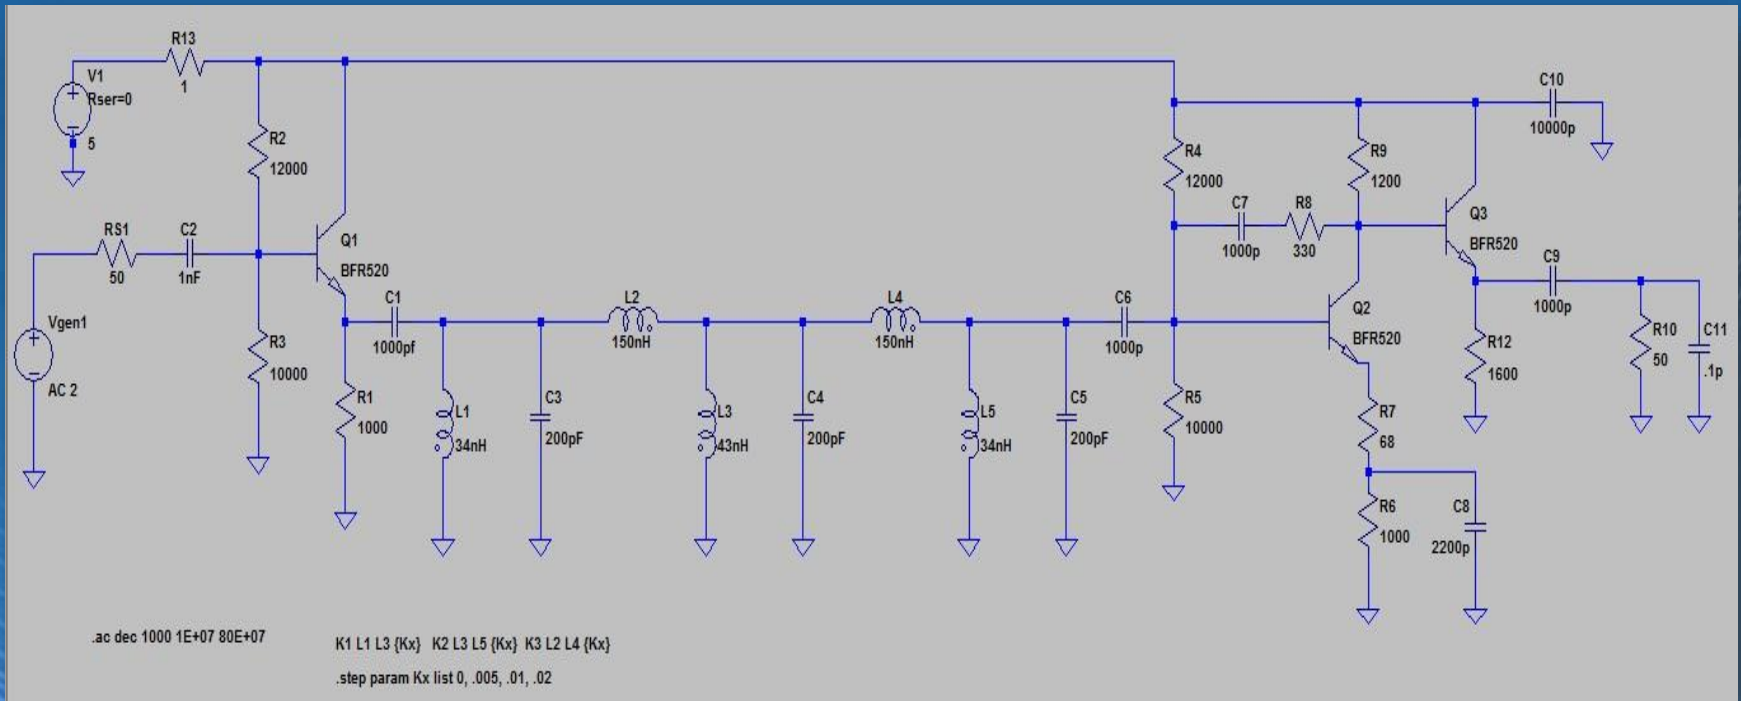 R13
1
V1
Rser=0
5
R2
12000
RS1
50
C2
1nF
Q1
BFR520
Vgen1
AC 2
R3
10000
C1
1000pf
R1
1000
L1
34nH
C3
200pF
L2
150nH
L3
43nH
C4
200pF
L4
150nH
L5
34nH
C5
200pF
C6
1000p
R4
12000
C7
1000p
R8
330
R9
1200
Q3
BFR520
C10
10000p
C9
1000p
Q2
BFR520
R5
10000
R7
68
R12
1600
R10
50
C11
.1p
R6
1000
C8
2200p
.ac dec 1000 1E+07 80E+07
K1 L1 L3 {Kx} K2 L3 L5 {Kx} K3 L2 L4 {Kx}
.step param Kx list 0, .005, .01, .02